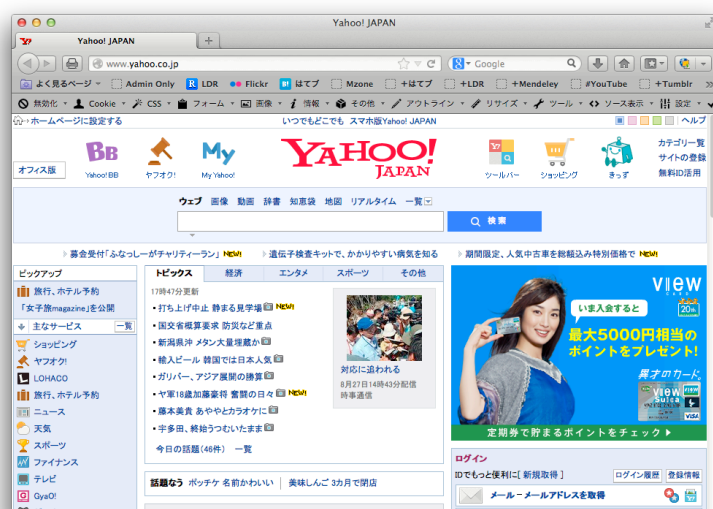 Yahoo! JAPAN
Yahoo! JAPAN
www.yahoo.co.jp
Google
よく見るページ Admin Only LDR Flickr はてブ Mzone +はてブ +LDR +Mendeley #YouTube +Tumblr
無効化 Cookie CSS フォーム 画像 情報 その他 アウトライン リサイズ ツール ソース表示 設定
ホームページに設定する
いつでもどこでも スマホ版Yahoo! JAPAN
ヘルプ
オフィス版
BB
Yahoo! BB
ヤフオク!
My
My Yahoo!
YAHOO! JAPAN
ツールバー
ショッピング
きっず
カテゴリ一覧
サイトの登録
無料ID活用
ウェブ 画像 動画 辞書 知恵袋 地図 リアルタイム 一覧
検索
募金受付「ふなっしーがチャリティーラン」 NEW!
遺伝子検査キットで、かかりやすい病気を知る
期間限定、人気中古車を総額込み特別価格で NEW!
ピックアップ
旅行、ホテル予約
「女子旅magazine」を公開
主なサービス 一覧
ショッピング
ヤフオク!
LOHACO
旅行、ホテル予約
ニュース
天気
スポーツ
ファイナンス
テレビ
GyaO!
トピックス 経済 エンタメ スポーツ その他
17時47分更新
打ち上げ中止 静まる見学場 NEW!
国交省概算要求 防災など重点
新潟県沖 メタン大量埋蔵か
輸入ビール 韓国では日本人気
ガリバー、アジア展開の勝算
ヤ軍18歳加藤豪将 奮闘の日々 NEW!
藤本美貴 あややとカラオケに
宇多田、終始うつむいたまま
今日の話題(46件) 一覧
対応に追われる
8月27日14時43分配信
時事通信
話題なう ポッチャ 名前かわいい 美味しんご 3カ月で閉店
VIEW
20th
いま入会すると
最大5000円相当の
ポイントをプレゼント!
異才のカード。
VIEW
Suica
VISA
定期券で貯まるポイントをチェック
ログイン
IDでもっと便利に[ 新規取得 ]
ログイン履歴 登録情報
メール - メールアドレスを取得